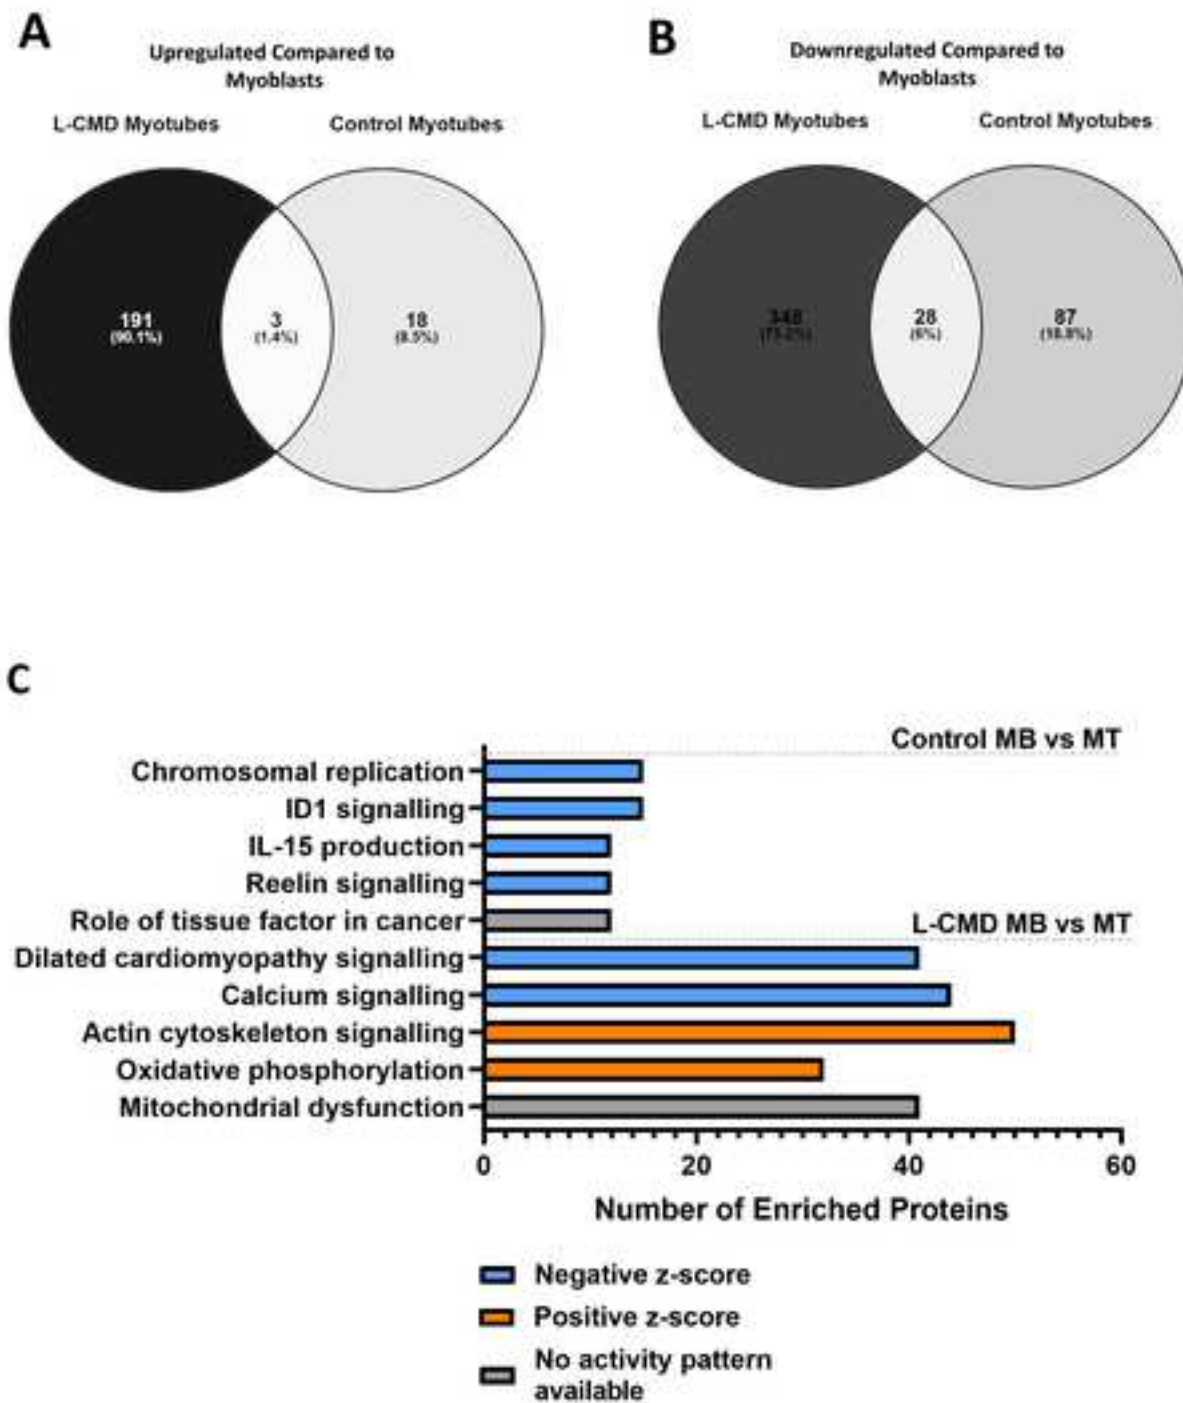 A
Upregulated Compared to
Myoblasts
L-CMD Myotubes
Control Myotubes
191
(90.1%)
3
(1.4%)
18
(8.5%)
B
Downregulated Compared to
Myoblasts
L-CMD Myotubes
Control Myotubes
348
28
(6%)
87
(18.8%)
C
Control MB vs MT
Chromosomal replication
ID1 signalling
IL-15 production
Reelin signalling
Role of tissue factor in cancer
L-CMD MB vs MT
Dilated cardiomyopathy signalling
Calcium signalling
Actin cytoskeleton signalling
Oxidative phosphorylation
Mitochondrial dysfunction
0
20
40
60
Number of Enriched Proteins
Negative z-score
Positive z-score
No activity pattern
available